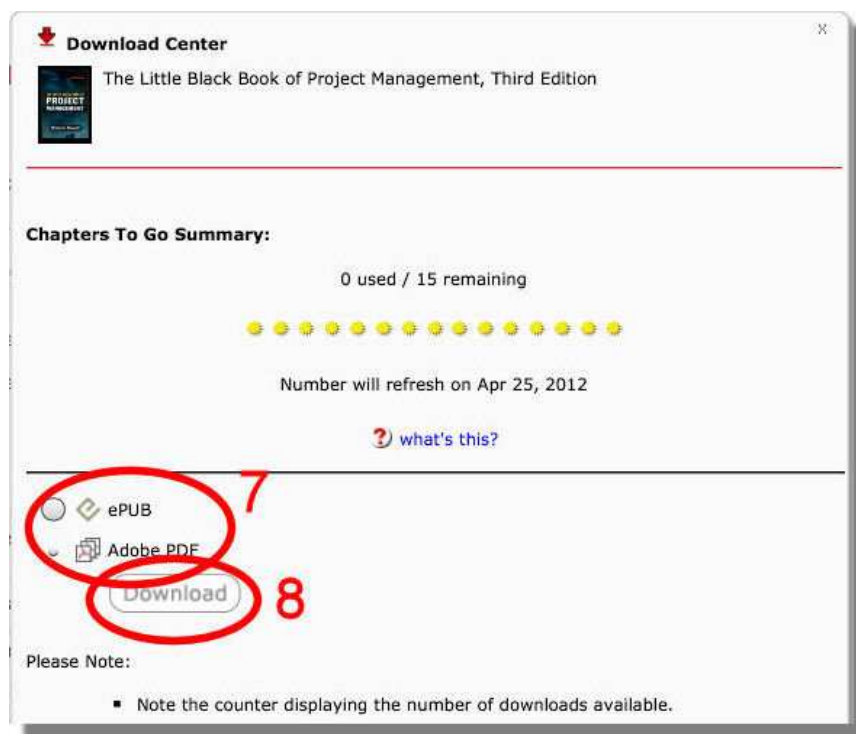 Download Center
x
The Little Black Book of Project Management, Third Edition
PROJECT
Chapters To Go Summary:
0 used / 15 remaining
Number will refresh on Apr 25, 2012
? what's this?
7
ePUB
Adobe PDF
Download
8
Please Note:
▪ Note the counter displaying the number of downloads available.